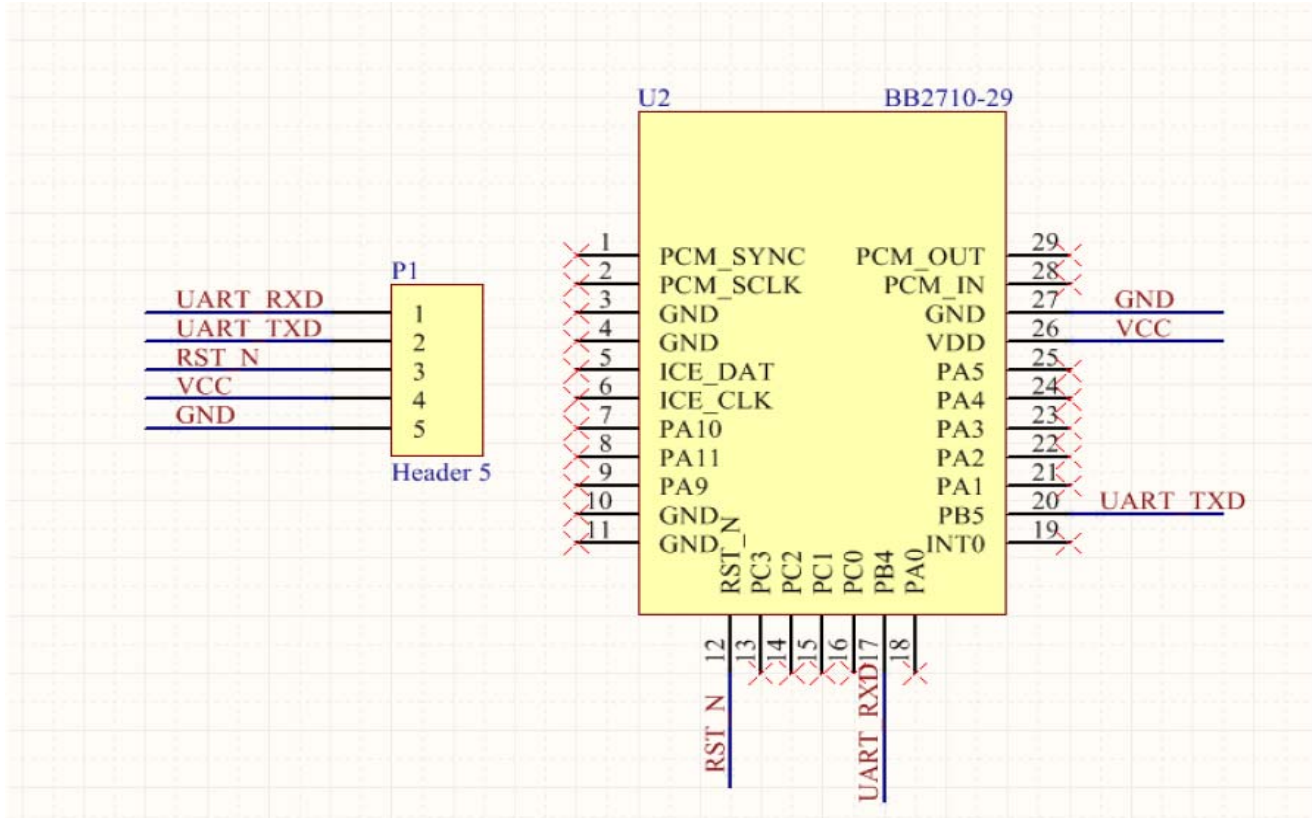 U2 BB2710-29
P1
UART_RXD 1
UART_TXD 2
RST_N 3
VCC 4
GND 5
Header 5
1 PCM_SYNC PCM_OUT 29
2 PCM_SCLK PCM_IN 28
3 GND GND 27 GND
4 GND VDD 26 VCC
5 ICE_DAT PA5 25
6 ICE_CLK PA4 24
7 PA10 PA3 23
8 PA11 PA2 22
9 PA9 PA1 21
10 GND PB5 20 UART_TXD
11 GND INT0 19
RST_N PC3 PC2 PC1 PC0 PB4 PA0
12 13 14 15 16 17 18
RST_N UART_RXD